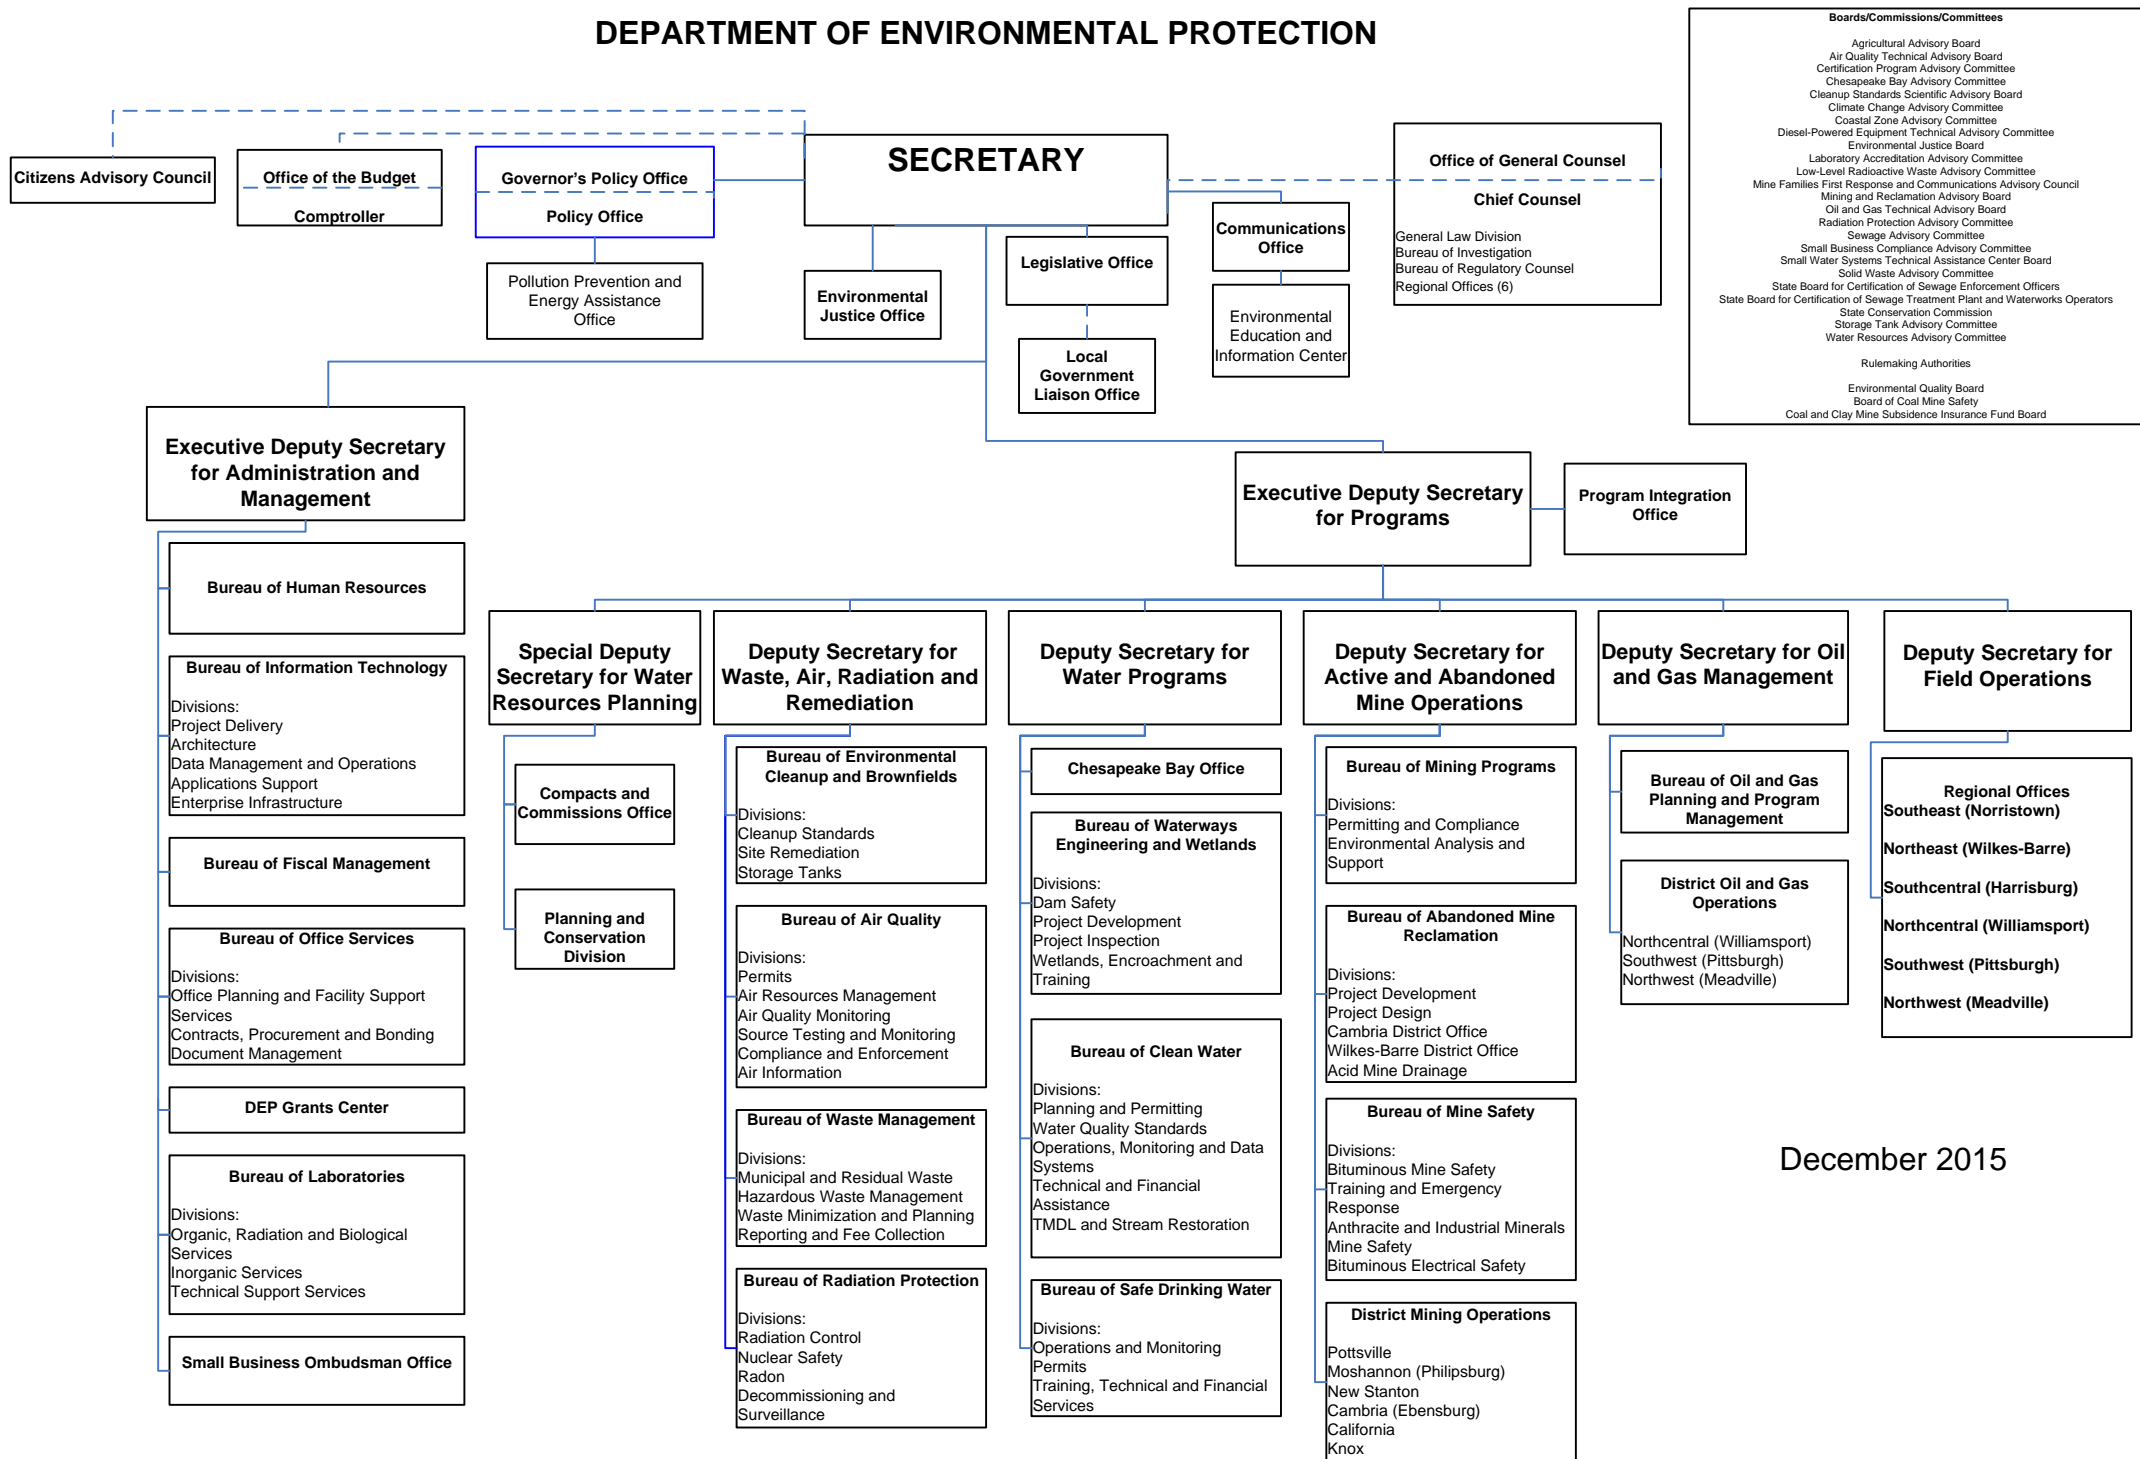 DEPARTMENT OF ENVIRONMENTAL PROTECTION
Boards/Commissions/Committees
Agricultural Advisory Board
Air Quality Technical Advisory Board
Certification Program Advisory Committee
Chesapeake Bay Advisory Committee
Cleanup Standards Scientific Advisory Board
Climate Change Advisory Committee
Coastal Zone Advisory Committee
Diesel-Powered Equipment Technical Advisory Committee
Environmental Justice Board
Laboratory Accreditation Advisory Committee
Low-Level Radioactive Waste Advisory Committee
Mine Families First Response and Communications Advisory Council
Mining and Reclamation Advisory Board
Oil and Gas Technical Advisory Board
Radiation Protection Advisory Committee
Sewage Advisory Committee
Small Business Compliance Advisory Committee
Small Water Systems Technical Assistance Center Board
Solid Waste Advisory Committee
State Board for Certification of Sewage Enforcement Officers
State Board for Certification of Sewage Treatment Plant and Waterworks Operators
State Conservation Commission
Storage Tank Advisory Committee
Water Resources Advisory Committee
Rulemaking Authorities
Environmental Quality Board
Board of Coal Mine Safety
Coal and Clay Mine Subsidence Insurance Fund Board
Citizens Advisory Council
Office of the Budget
Comptroller
Governor's Policy Office
Policy Office
SECRETARY
Office of General Counsel
Chief Counsel
General Law Division
Bureau of Investigation
Bureau of Regulatory Counsel
Regional Offices (6)
Pollution Prevention and
Energy Assistance
Office
Environmental
Justice Office
Legislative Office
Local
Government
Liaison Office
Communications
Office
Environmental
Education and
Information Center
Executive Deputy Secretary
for Administration and
Management
Executive Deputy Secretary
for Programs
Program Integration
Office
Bureau of Human Resources
Bureau of Information Technology
Divisions:
Project Delivery
Architecture
Data Management and Operations
Applications Support
Enterprise Infrastructure
Bureau of Fiscal Management
Bureau of Office Services
Divisions:
Office Planning and Facility Support
Services
Contracts, Procurement and Bonding
Document Management
DEP Grants Center
Bureau of Laboratories
Divisions:
Organic, Radiation and Biological
Services
Inorganic Services
Technical Support Services
Small Business Ombudsman Office
Special Deputy
Secretary for Water
Resources Planning
Compacts and
Commissions Office
Planning and
Conservation
Division
Deputy Secretary for
Waste, Air, Radiation and
Remediation
Bureau of Environmental
Cleanup and Brownfields
Divisions:
Cleanup Standards
Site Remediation
Storage Tanks
Bureau of Air Quality
Divisions:
Permits
Air Resources Management
Air Quality Monitoring
Source Testing and Monitoring
Compliance and Enforcement
Air Information
Bureau of Waste Management
Divisions:
Municipal and Residual Waste
Hazardous Waste Management
Waste Minimization and Planning
Reporting and Fee Collection
Bureau of Radiation Protection
Divisions:
Radiation Control
Nuclear Safety
Radon
Decommissioning and
Surveillance
Deputy Secretary for
Water Programs
Chesapeake Bay Office
Bureau of Waterways
Engineering and Wetlands
Divisions:
Dam Safety
Project Development
Project Inspection
Wetlands, Encroachment and
Training
Bureau of Clean Water
Divisions:
Planning and Permitting
Water Quality Standards
Operations, Monitoring and Data
Systems
Technical and Financial
Assistance
TMDL and Stream Restoration
Bureau of Safe Drinking Water
Divisions:
Operations and Monitoring
Permits
Training, Technical and Financial
Services
Deputy Secretary for
Active and Abandoned
Mine Operations
Bureau of Mining Programs
Divisions:
Permitting and Compliance
Environmental Analysis and
Support
Bureau of Abandoned Mine
Reclamation
Divisions:
Project Development
Project Design
Cambria District Office
Wilkes-Barre District Office
Acid Mine Drainage
Bureau of Mine Safety
Divisions:
Bituminous Mine Safety
Training and Emergency
Response
Anthracite and Industrial Minerals
Mine Safety
Bituminous Electrical Safety
District Mining Operations
Pottsville
Moshannon (Philipsburg)
New Stanton
Cambria (Ebensburg)
California
Knox
Deputy Secretary for Oil
and Gas Management
Bureau of Oil and Gas
Planning and Program
Management
District Oil and Gas
Operations
Northcentral (Williamsport)
Southwest (Pittsburgh)
Northwest (Meadville)
Deputy Secretary for
Field Operations
Regional Offices
Southeast (Norristown)
Northeast (Wilkes-Barre)
Southcentral (Harrisburg)
Northcentral (Williamsport)
Southwest (Pittsburgh)
Northwest (Meadville)
December 2015